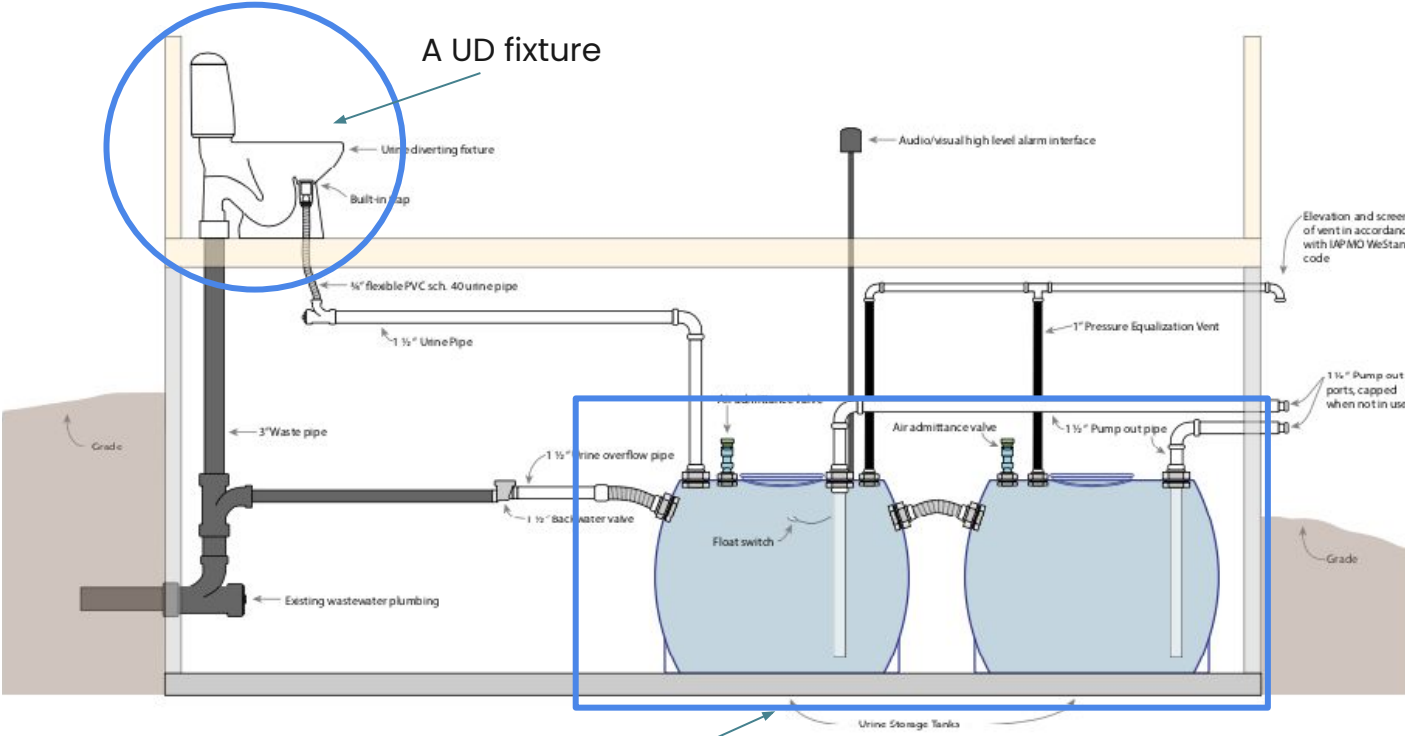 A UD fixture
Urine diverting fixture
Built-in trap
Audio/visual high level alarm interface
Elevation and screen
of vent in accordanc
with IAPMO WeStan
code
¾" flexible PVC sch. 40 urine pipe
1 ½" Urine Pipe
1" Pressure Equalization Vent
1 ¼" Pump out
ports, capped
when not in use
Air admittance valve
Air admittance valve
1 ½" Pump out pipe
Grade
3" Waste pipe
1 ½" Urine overflow pipe
1 ½" Backwater valve
Float switch
Grade
Existing wastewater plumbing
Urine Storage Tanks